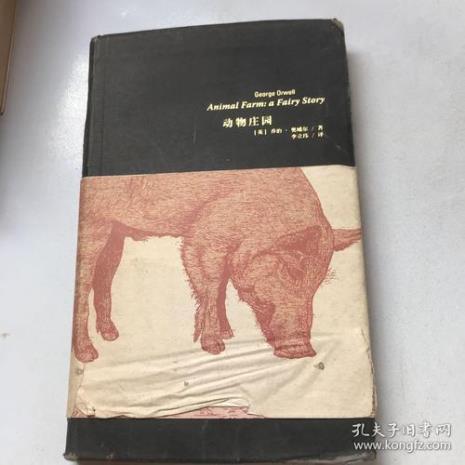 George Orwell
Animal Farm: a Fairy Story
动物庄园
[英] 乔治·奥威尔 / 著
李立玮 / 译
孔夫子旧书网
kongfz.com